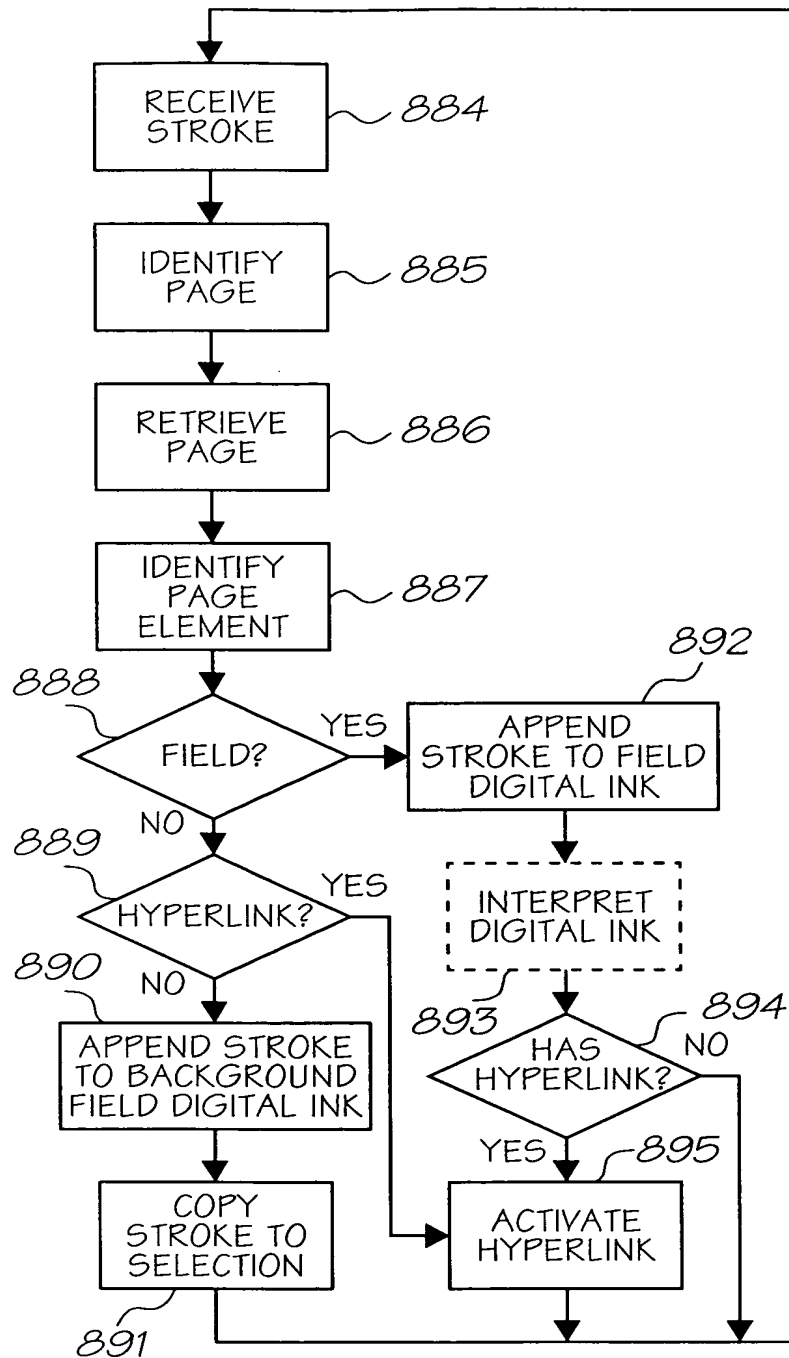 RECEIVE
STROKE
884
IDENTIFY
PAGE
885
RETRIEVE
PAGE
886
IDENTIFY
PAGE
ELEMENT
887
888
FIELD?
YES
NO
892
APPEND
STROKE TO FIELD
DIGITAL INK
889
HYPERLINK?
YES
NO
INTERPRET
DIGITAL INK
893
890
APPEND STROKE
TO BACKGROUND
FIELD DIGITAL INK
894
HAS
HYPERLINK?
NO
YES
895
COPY
STROKE TO
SELECTION
891
ACTIVATE
HYPERLINK